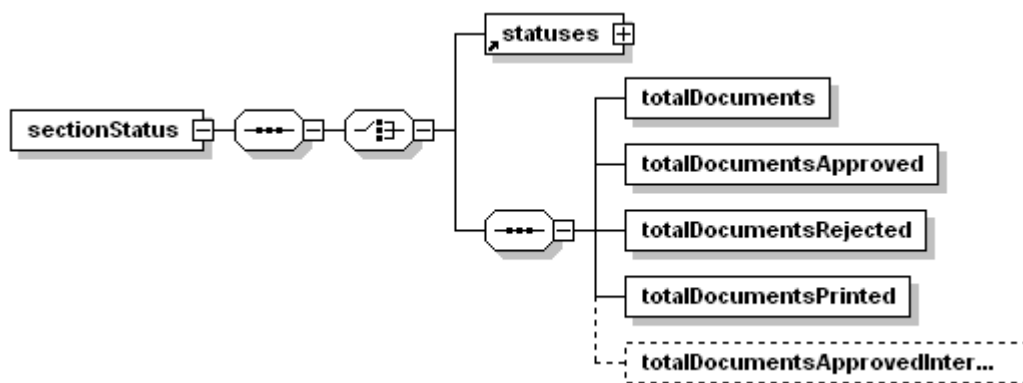 statuses
totalDocuments
sectionStatus
totalDocumentsApproved
totalDocumentsRejected
totalDocumentsPrinted
totalDocumentsApprovedInter...